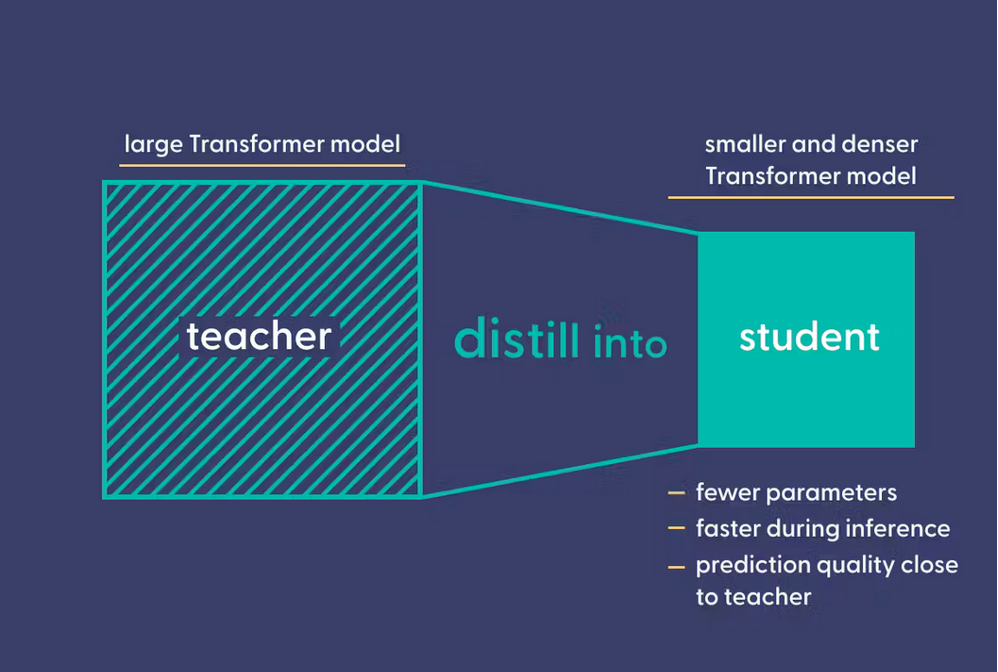 large Transformer model
smaller and denser
Transformer model
teacher
distill into
student
fewer parameters
faster during inference
prediction quality close
to teacher